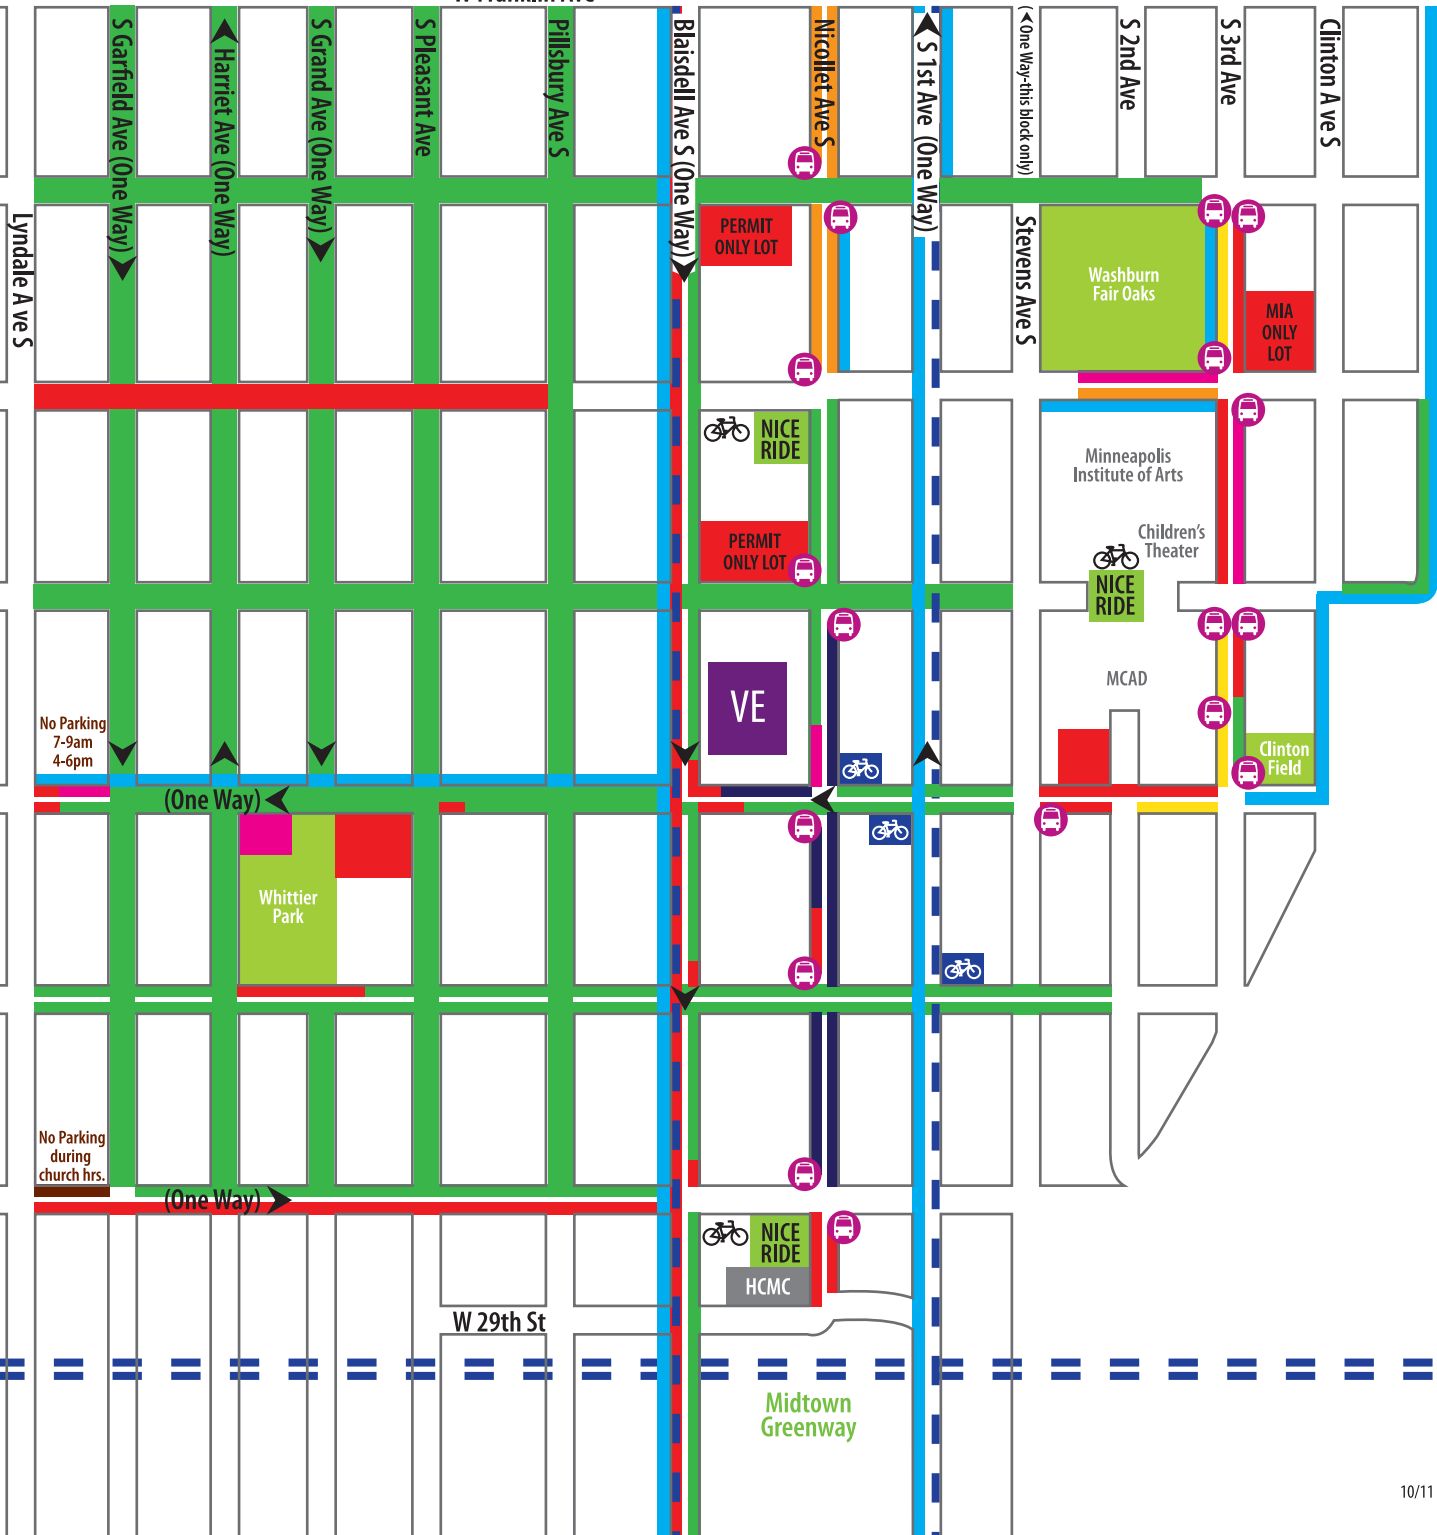 W Franklin Ave
S Garfield Ave (One Way)
Harriet Ave (One Way)
S Grand Ave (One Way)
S Pleasant Ave
Pillsbury Ave S
Blaisdell Ave S (One Way)
Nicollet Ave S
S 1st Ave (One Way)
(One Way-this block only)
S 2nd Ave
S 3rd Ave
Clinton A ve S
Lyndale A ve S
Stevens Ave S
PERMIT
ONLY LOT
Washburn
Fair Oaks
MIA
ONLY
LOT
NICE
RIDE
Minneapolis
Institute of Arts
PERMIT
ONLY LOT
Children's
Theater
NICE
RIDE
VE
MCAD
No Parking
7-9am
4-6pm
Clinton
Field
(One Way)
Whittier
Park
No Parking
during
church hrs.
(One Way)
NICE
RIDE
HCMC
W 29th St
Midtown
Greenway
10/11